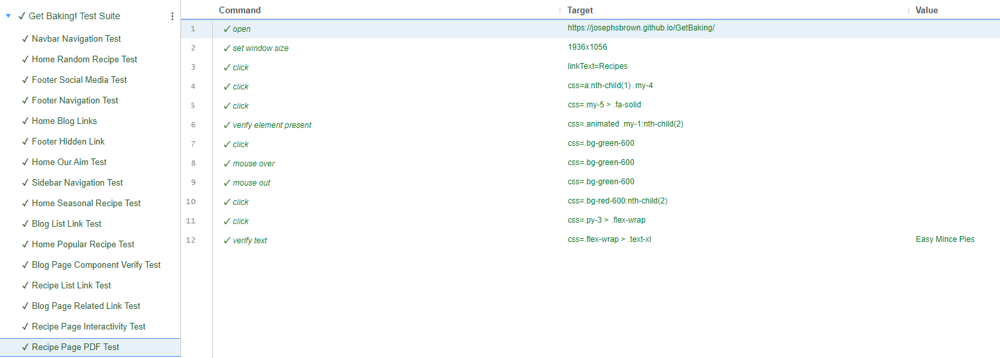 Get Baking! Test Suite
Navbar Navigation Test
Home Random Recipe Test
Footer Social Media Test
Footer Navigation Test
Home Blog Links
Footer Hidden Link
Home Our Aim Test
Sidebar Navigation Test
Home Seasonal Recipe Test
Blog List Link Test
Home Popular Recipe Test
Blog Page Component Verify Test
Recipe List Link Test
Blog Page Related Link Test
Recipe Page Interactivity Test
Recipe Page PDF Test
Command Target Value
1 open https://josephsbrown.github.io/GetBaking/
2 set window size 1936x1056
3 click linkText=Recipes
4 click css=a:nth-child(1) .my-4
5 click css=.my-5 > .fa-solid
6 verify element present css=.animated .my-1:nth-child(2)
7 click css=.bg-green-600
8 mouse over css=.bg-green-600
9 mouse out css=.bg-green-600
10 click css=.bg-red-600:nth-child(2)
11 click css=.py-3 > .flex-wrap
12 verify text css=.flex-wrap > .text-xl Easy Mince Pies